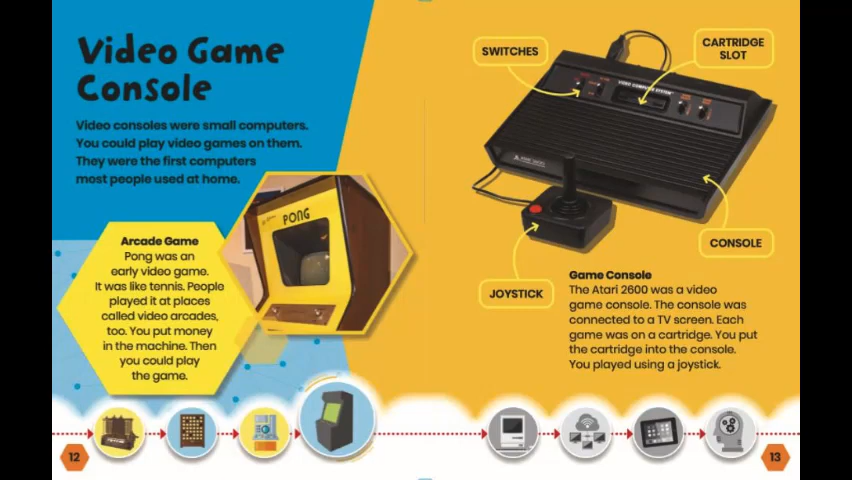 Video Game
Console
Video consoles were small computers.
You could play video games on them.
They were the first computers
most people used at home.
Arcade Game
Pong was an
early video game.
It was like tennis. People
played it at places
called video arcades,
too. You put money
in the machine. Then
you could play
the game.
PONG
12
SWITCHES
CARTRIDGE
SLOT
VIDEO COMPUTER SYSTEM
CONSOLE
JOYSTICK
Game Console
The Atari 2600 was a video
game console. The console was
connected to a TV screen. Each
game was on a cartridge. You put
the cartridge into the console.
You played using a joystick.
13